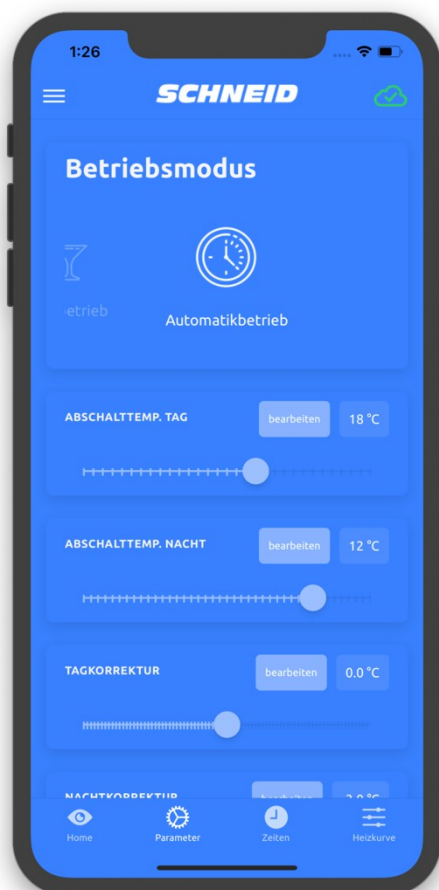 1:26
SCHNEID
Betriebsmodus
etrieb
Automatikbetrieb
ABSCHALTTEMP. TAG
bearbeiten
18 °C
ABSCHALTTEMP. NACHT
bearbeiten
12 °C
TAGKORREKTUR
bearbeiten
0.0 °C
NACHTKORREKTUR
Home
Parameter
Zeiten
Heizkurve